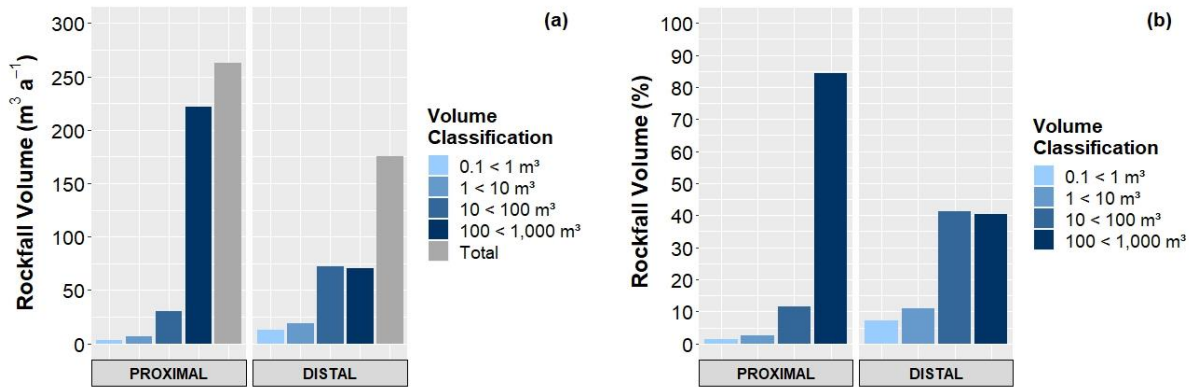 (a)
Rockfall Volume (m³ a⁻¹)
300
250
200
150
100
50
0
PROXIMAL
DISTAL
Volume
Classification
0.1 < 1 m³
1 < 10 m³
10 < 100 m³
100 < 1,000 m³
Total
(b)
Rockfall Volume (%)
100
90
80
70
60
50
40
30
20
10
0
PROXIMAL
DISTAL
Volume
Classification
0.1 < 1 m³
1 < 10 m³
10 < 100 m³
100 < 1,000 m³